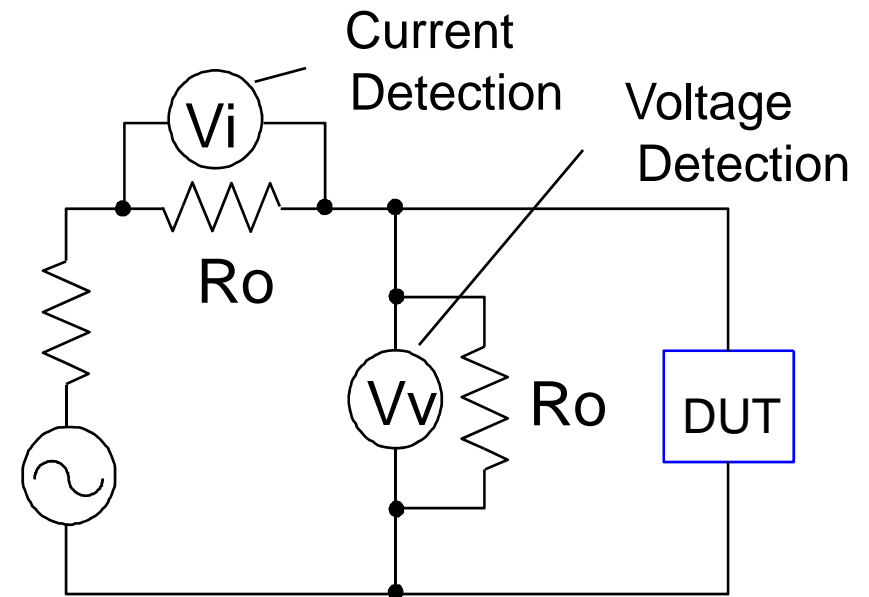 Current
Detection
Voltage
Detection
Vi
Ro
Vv
Ro
DUT